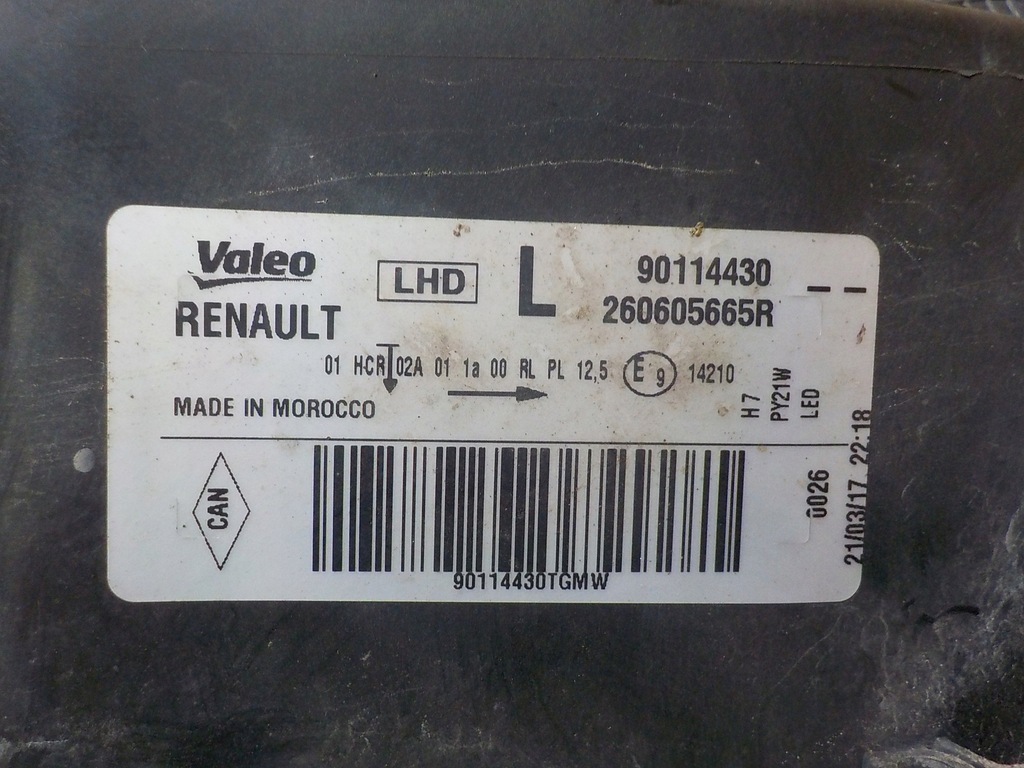 Valeo LHD L 90114430
RENAULT 260605665R
01 HCR 02A 01 1a 00 RL PL 12,5 E9 14210
MADE IN MOROCCO
H7
PY21W
LED
CAN
90114430TGMW
0026
21/03/17 22:18